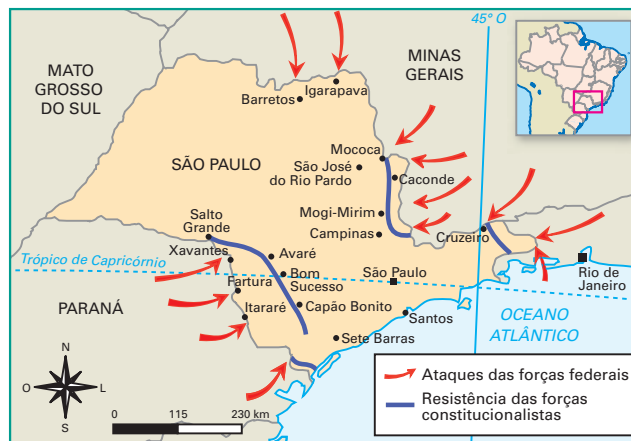 45º O
MATO
GROSSO
DO SUL
MINAS
GERAIS
Barretos
Igarapava
Mococa
SÃO PAULO
São José
do Rio Pardo
Caconde
Mogi-Mirim
Campinas
Salto
Grande
Cruzeiro
Xavantes
Avaré
Trópico de Capricórnio
Bom
Sucesso
São Paulo
Rio de
Janeiro
Fartura
PARANÁ
Itararé
Capão Bonito
Santos
OCEANO
ATLÂNTICO
Sete Barras
N
O
L
S
0 115 230 km
Ataques das forças federais
Resistência das forças
constitucionalistas